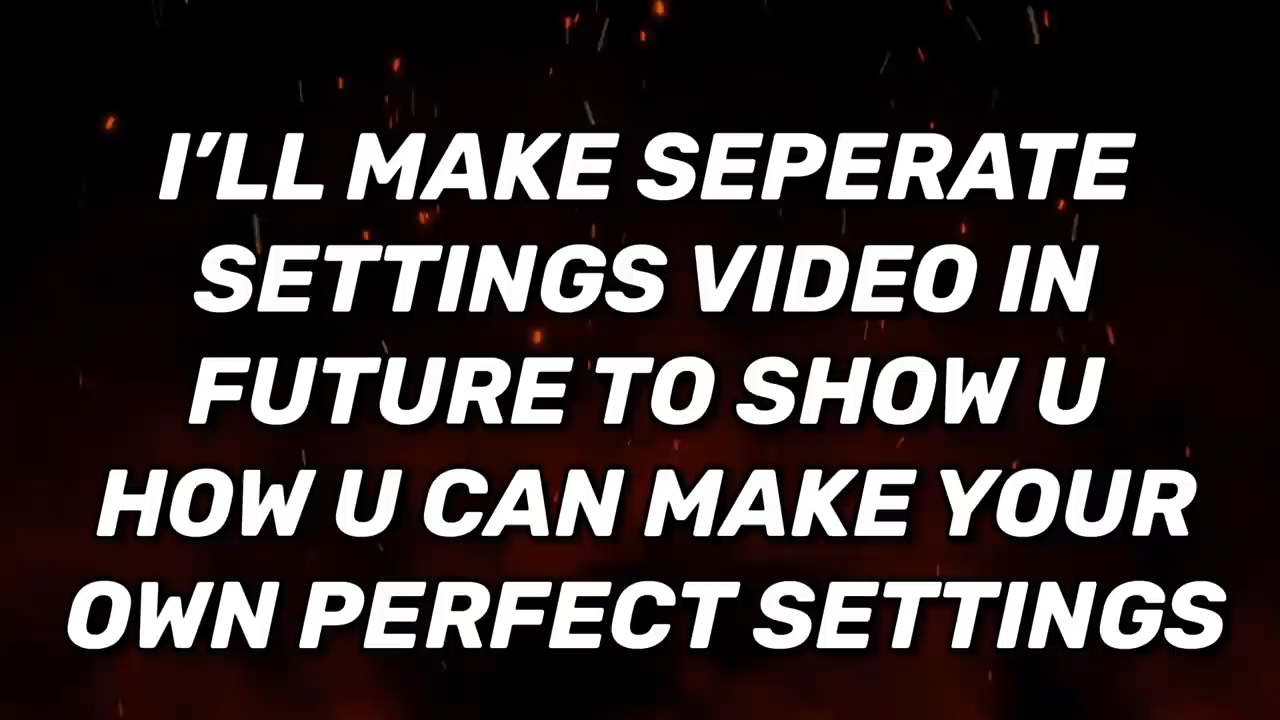 I’LL MAKE SEPERATE
SETTINGS VIDEO IN
FUTURE TO SHOW U
HOW U CAN MAKE YOUR
OWN PERFECT SETTINGS